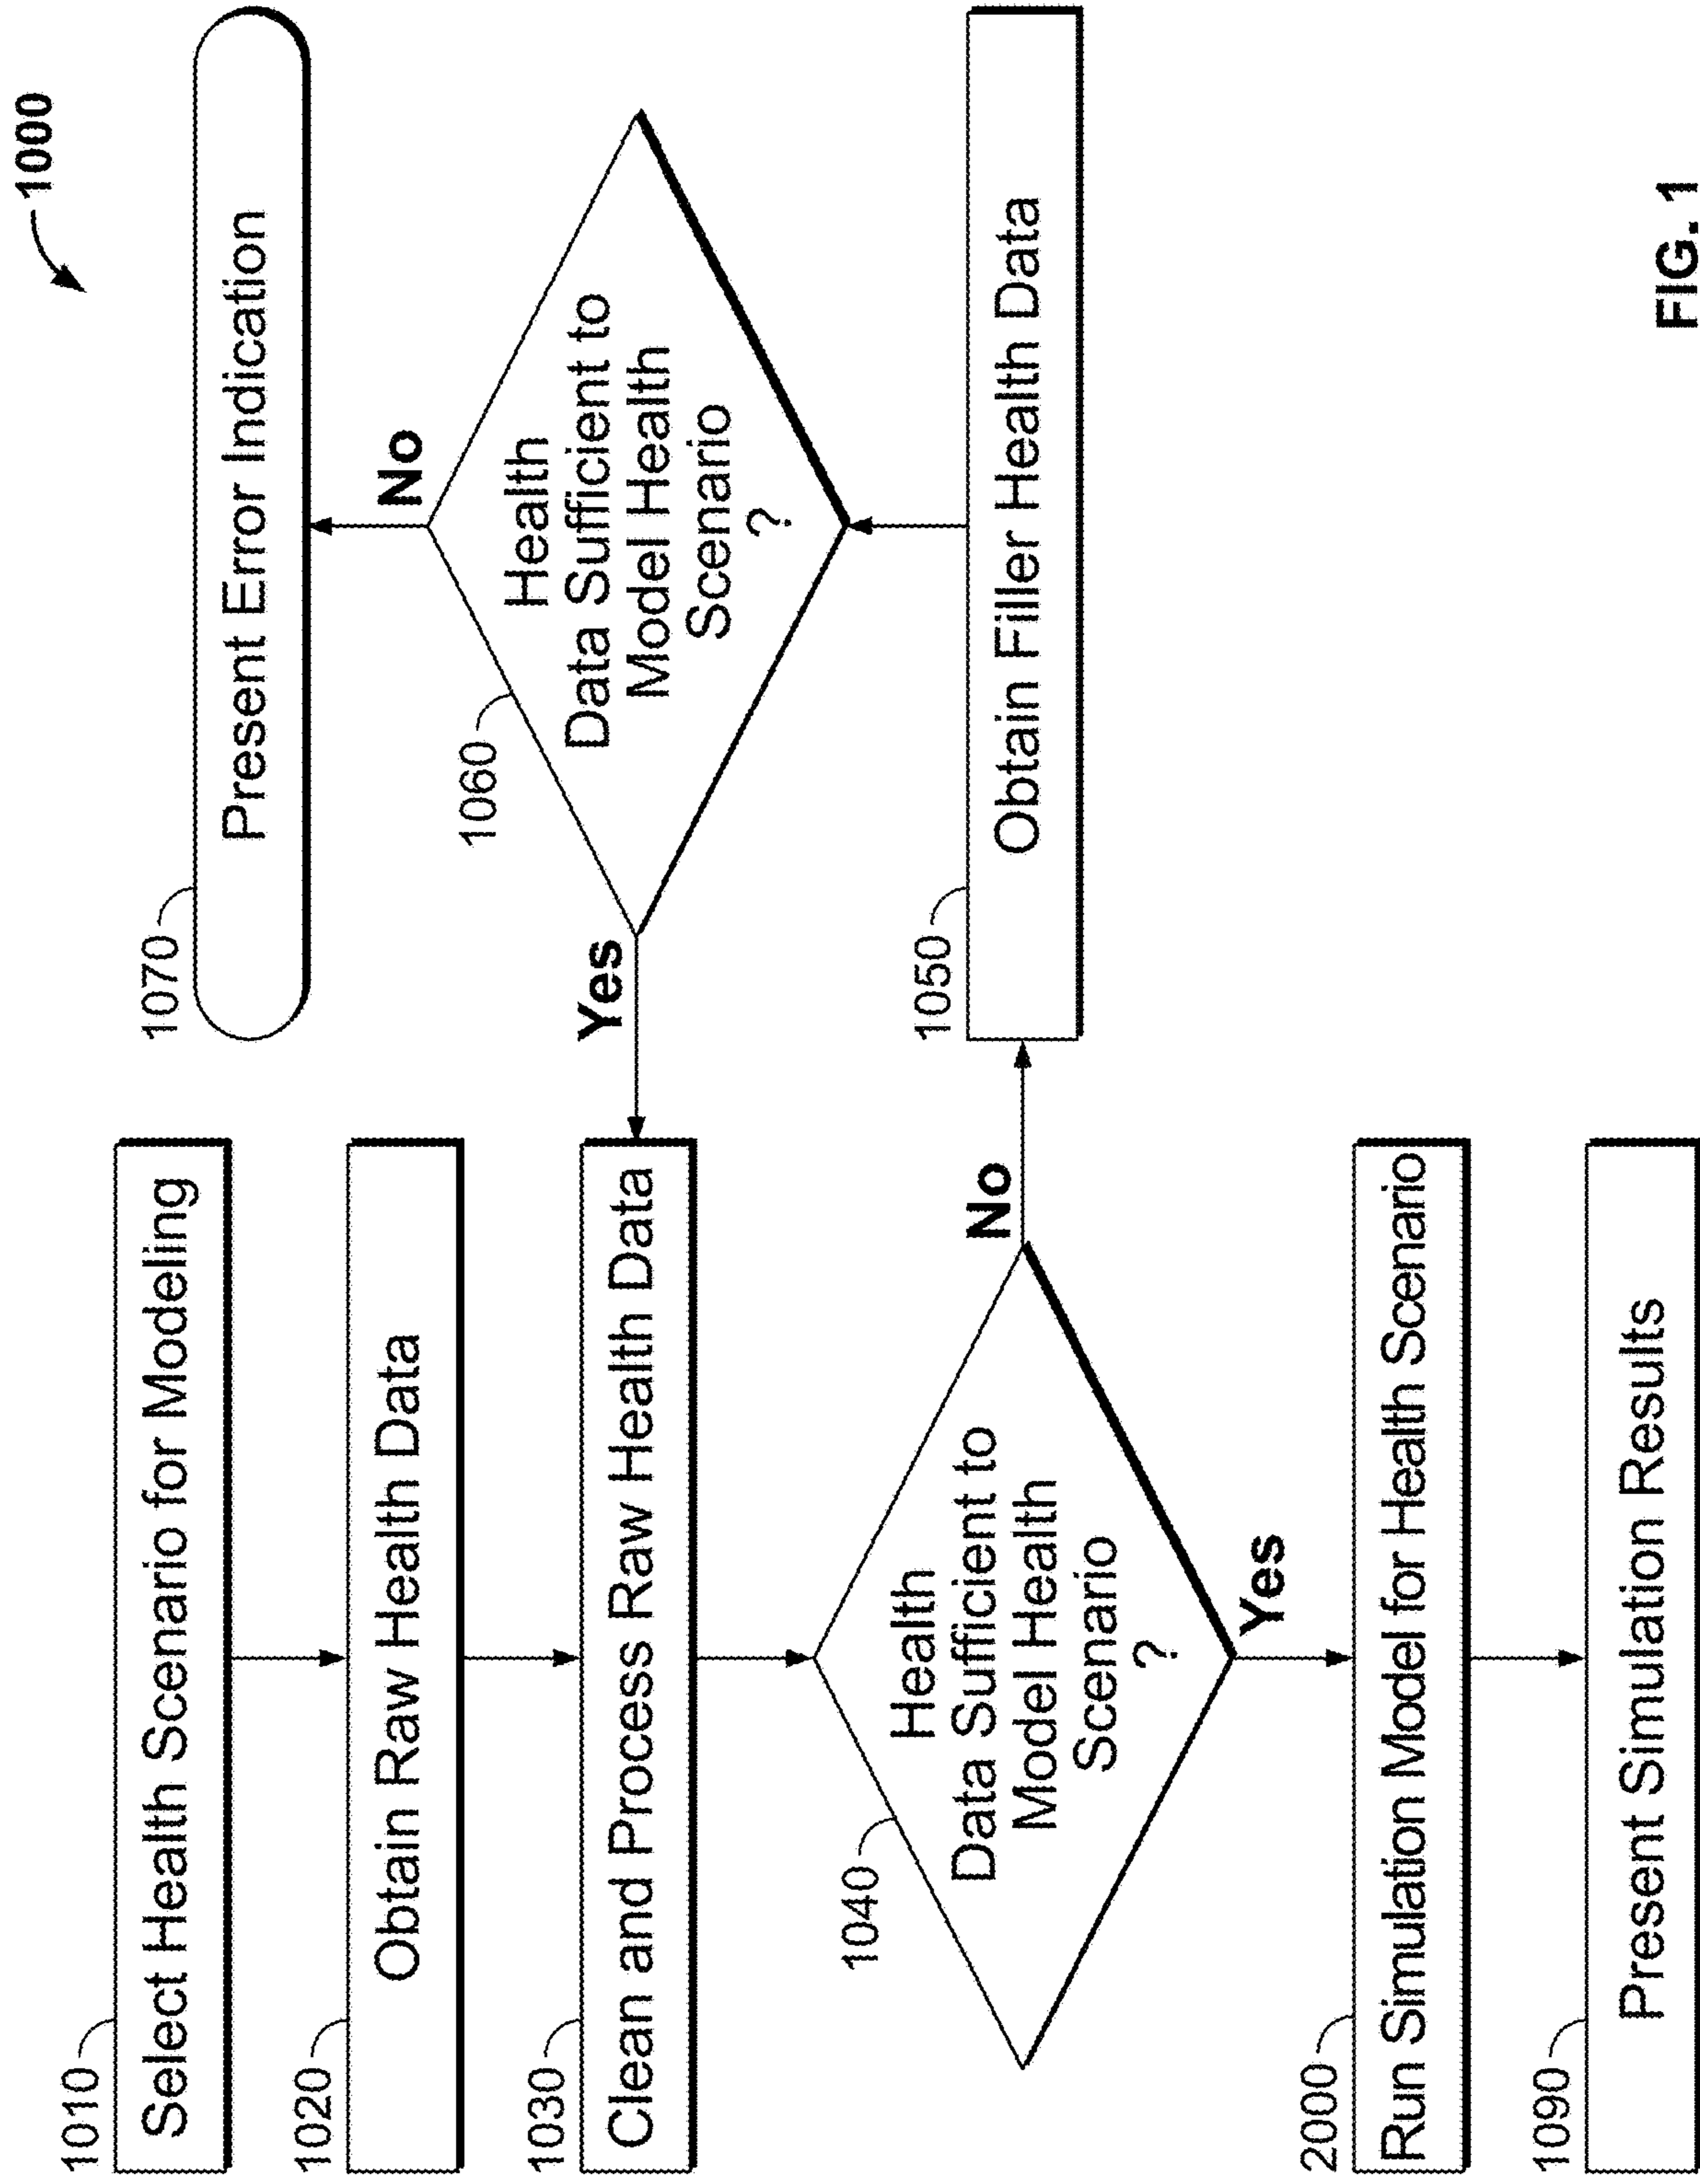 1000
1010
Select Health Scenario for Modeling
1020
Obtain Raw Health Data
1030
Clean and Process Raw Health Data
1040
Health
Data Sufficient to
Model Health
Scenario
?
No
Yes
2000
Run Simulation Model for Health Scenario
1090
Present Simulation Results
1070
Present Error Indication
No
1060
Health
Data Sufficient to
Model Health
Scenario
?
Yes
1050
Obtain Filler Health Data
FIG. 1